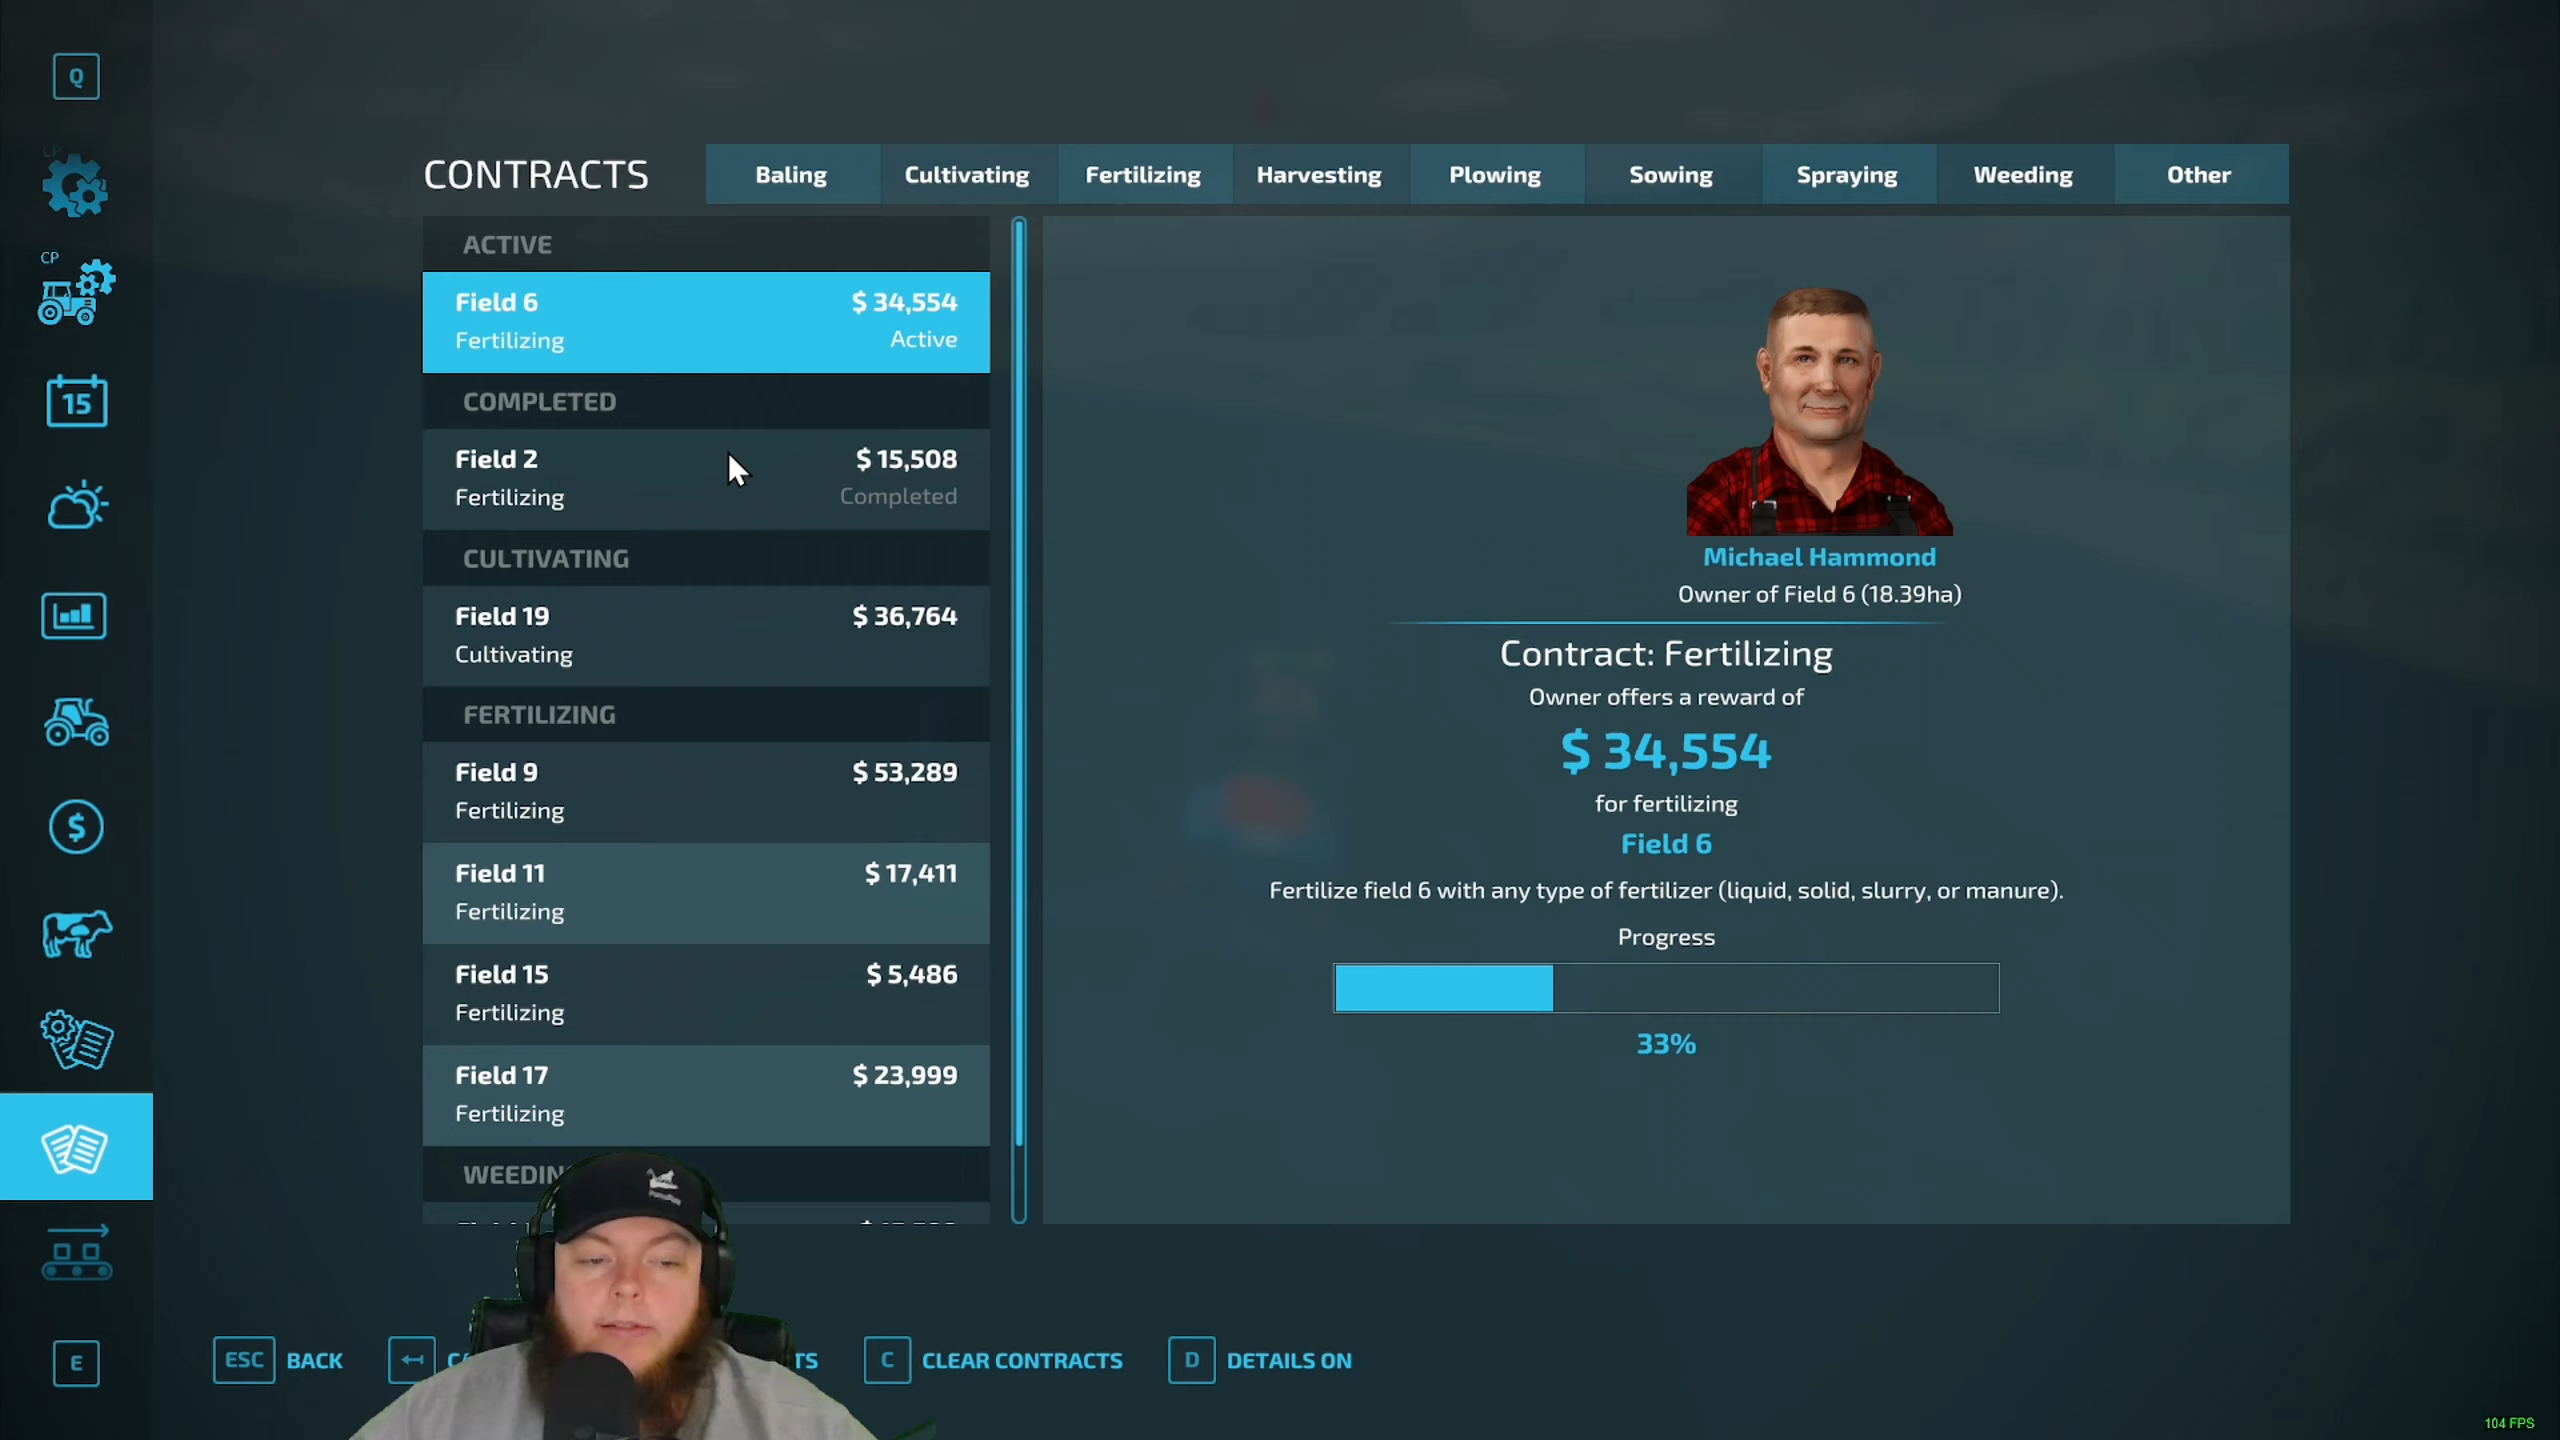 Q
CP
CP
15
E
CONTRACTS
Baling
Cultivating
Fertilizing
Harvesting
Plowing
Sowing
Spraying
Weeding
Other
ACTIVE
Field 6 $ 34,554
Fertilizing Active
COMPLETED
Field 2 $ 15,508
Fertilizing Completed
CULTIVATING
Field 19 $ 36,764
Cultivating
FERTILIZING
Field 9 $ 53,289
Fertilizing
Field 11 $ 17,411
Fertilizing
Field 15 $ 5,486
Fertilizing
Field 17 $ 23,999
Fertilizing
Michael Hammond
Owner of Field 6 (18.39ha)
Contract: Fertilizing
Owner offers a reward of
$ 34,554
for fertilizing
Field 6
Fertilize field 6 with any type of fertilizer (liquid, solid, slurry, or manure).
Progress
33%
ESC BACK
C CLEAR CONTRACTS
D DETAILS ON
104 FPS